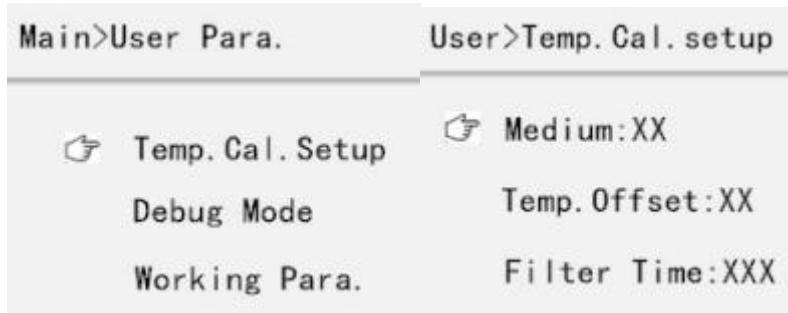 Main>User Para.
Temp.Cal.Setup
Debug Mode
Working Para.
User>Temp.Cal.setup
Medium:XX
Temp.Offset:XX
Filter Time:XXX